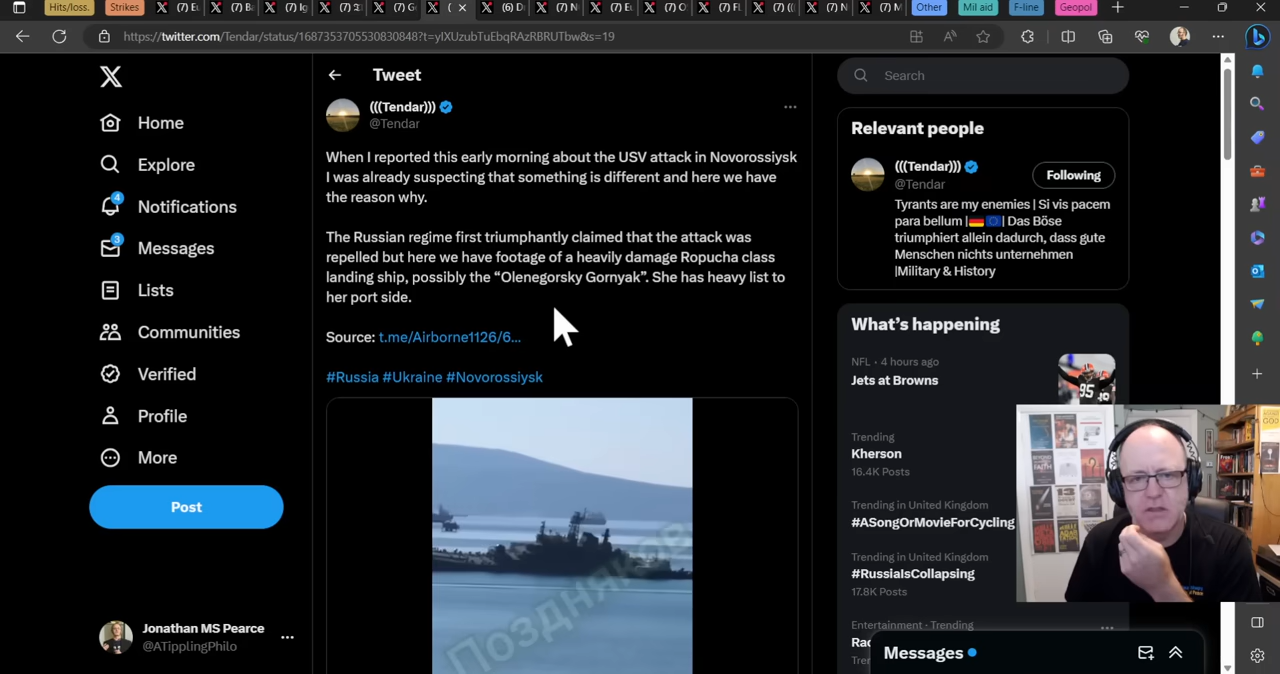 Hits/loss.
Strikes
Other
Mil aid
F-line
Geopol
https://twitter.com/Tendar/status/1687353705530830848?t=yIXUzubTuEbqRAzRBRUTbw&s=19
Home
Explore
4
Notifications
3
Messages
Lists
Communities
Verified
Profile
More
Post
Jonathan MS Pearce
@ATipplingPhilo
Tweet
(((Tendar)))
@Tendar
When I reported this early morning about the USV attack in Novorossiysk
I was already suspecting that something is different and here we have
the reason why.
The Russian regime first triumphantly claimed that the attack was
repelled but here we have footage of a heavily damage Ropucha class
landing ship, possibly the “Olenegorsky Gornyak”. She has heavy list to
her port side.
Source: t.me/Airborne1126/6...
#Russia #Ukraine #Novorossiysk
Поздняков
Search
Relevant people
(((Tendar)))
@Tendar
Following
Tyrants are my enemies | Si vis pacem
para bellum | | Das Böse
triumphiert allein dadurch, dass gute
Menschen nichts unternehmen
|Military & History
What’s happening
NFL · 4 hours ago
Jets at Browns
Trending
Kherson
16.4K Posts
Trending in United Kingdom
#ASongOrMovieForCycling
Trending in United Kingdom
#RussiaIsCollapsing
17.8K Posts
Entertainment · Trending
Messages